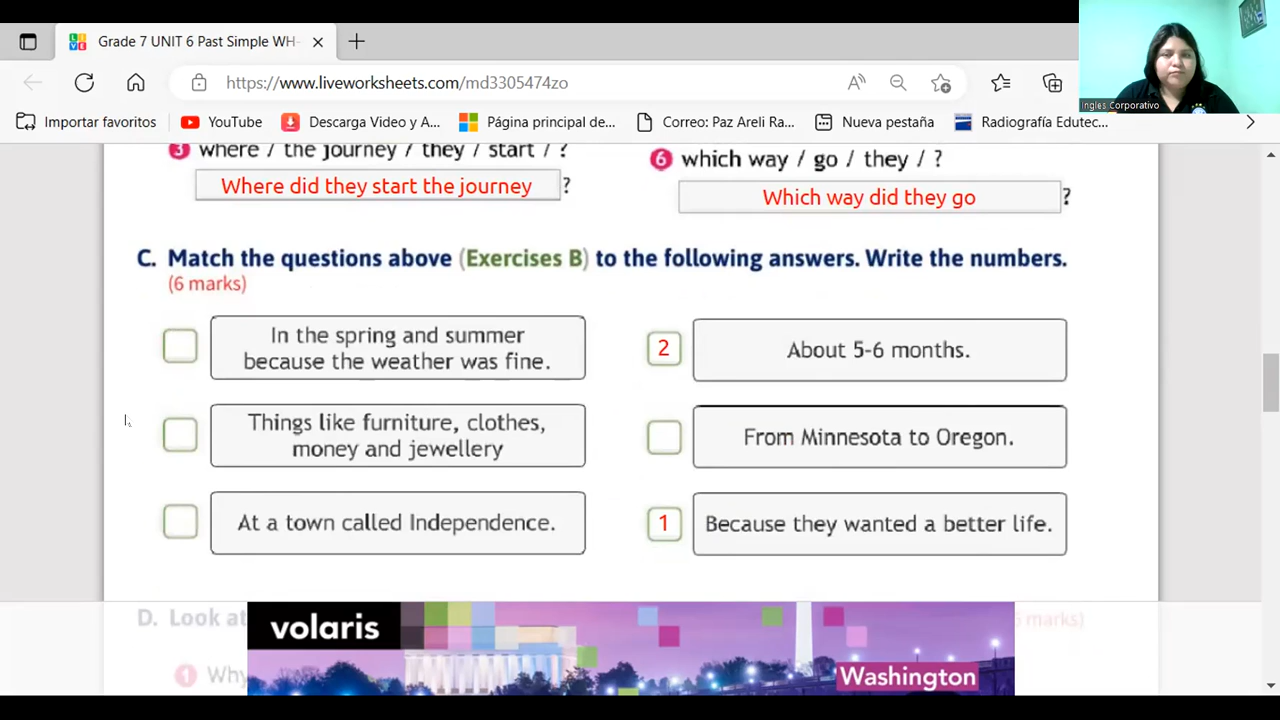 Grade 7 UNIT 6 Past Simple WH-
https://www.liveworksheets.com/md3305474zo
Ingles Corporativo
Importar favoritos
YouTube
Descarga Video y A...
Página principal de...
Correo: Paz Areli Ra...
Nueva pestaña
Radiografía Edutec...
3 where / the journey / they / start / ?
Where did they start the journey ?
6 which way / go / they / ?
Which way did they go ?
C. Match the questions above (Exercises B) to the following answers. Write the numbers.
(6 marks)
In the spring and summer
because the weather was fine.
2 About 5-6 months.
Things like furniture, clothes,
money and jewellery
From Minnesota to Oregon.
At a town called Independence.
1 Because they wanted a better life.
D. Look at
marks)
1 Why
volaris
Washington